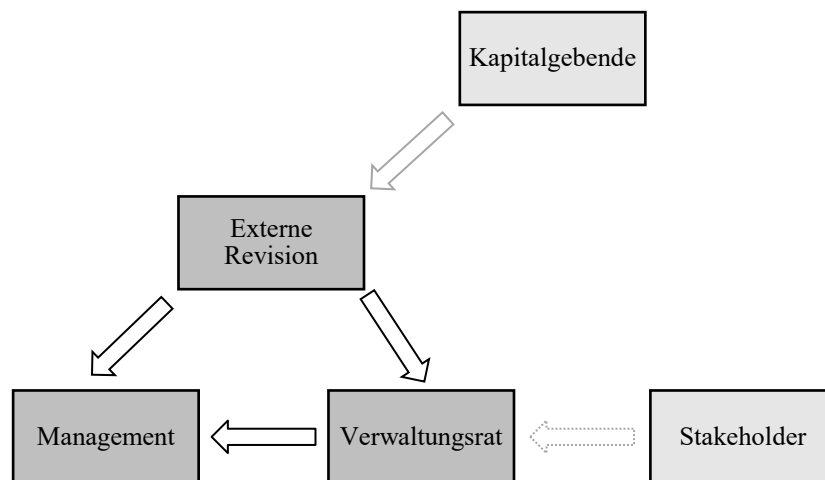 Kapitalgebende
Externe
Revision
Management
Verwaltungsrat
Stakeholder